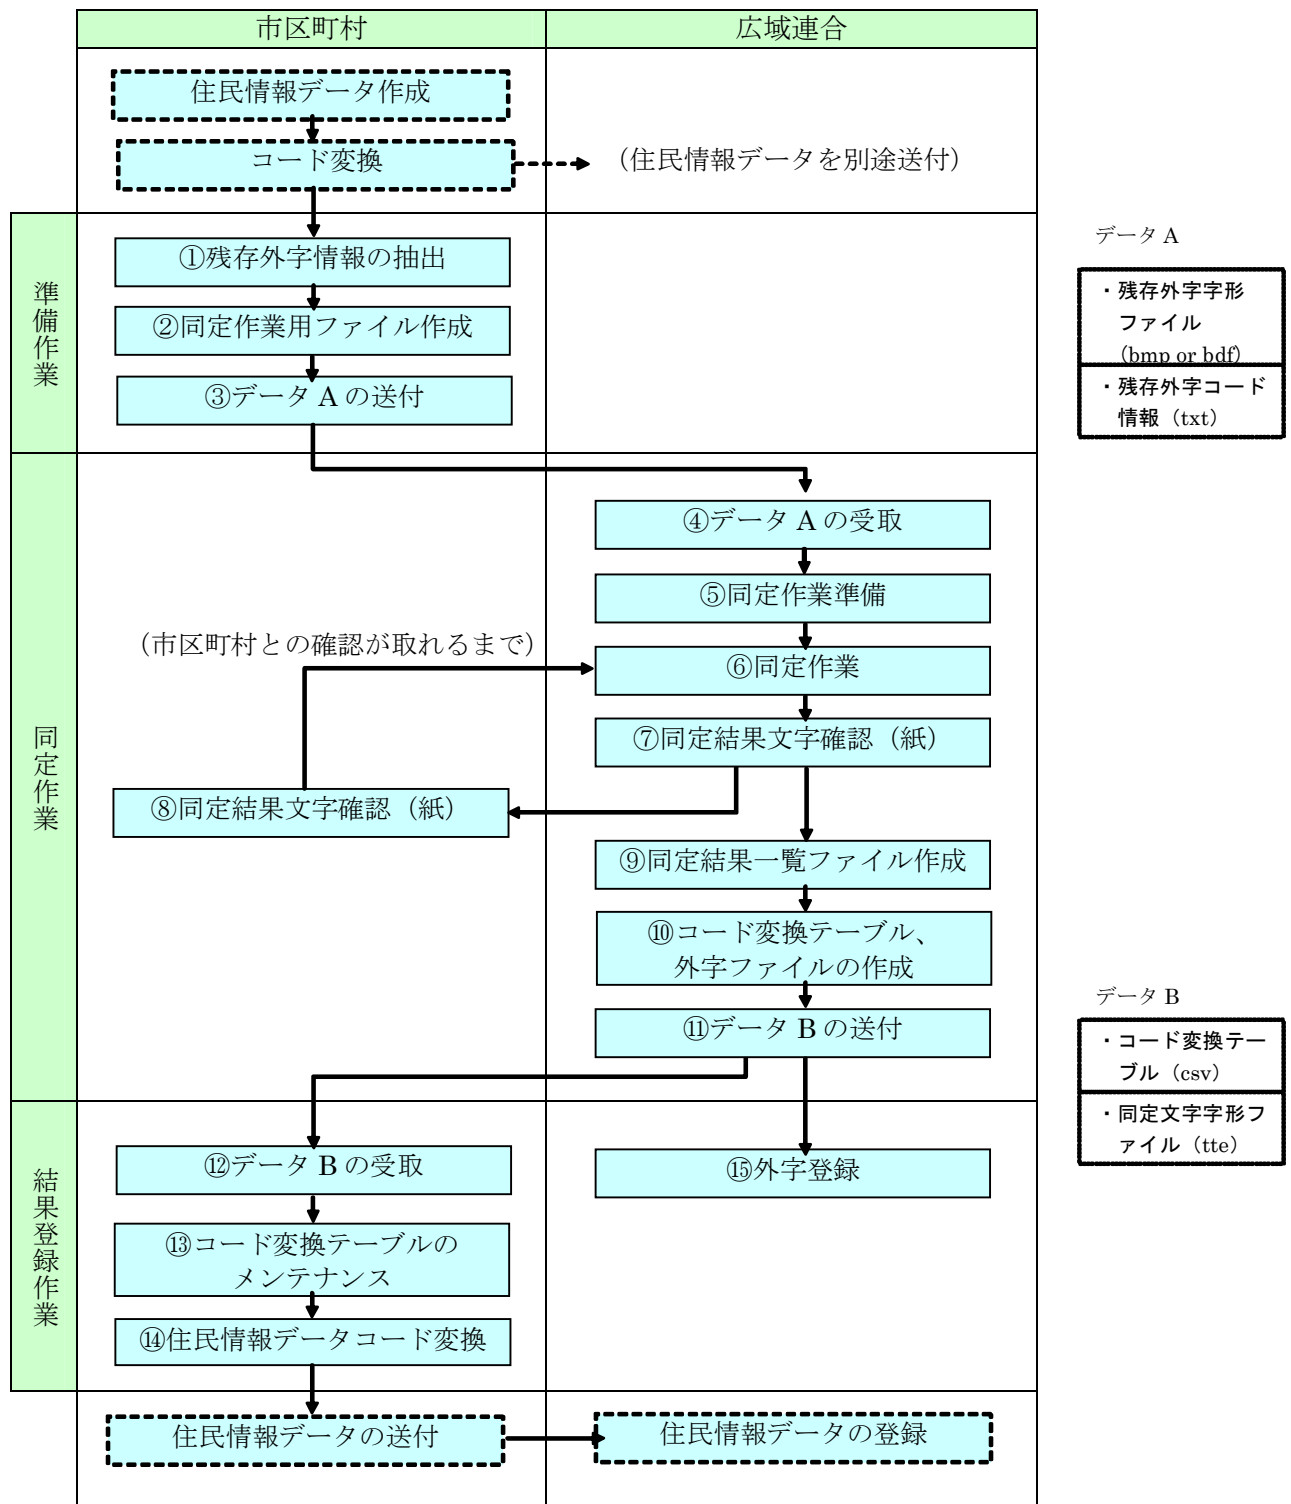 市区町村
広域連合
住民情報データ作成
コード変換
（住民情報データを別途送付）
準備作業
①残存外字情報の抽出
②同定作業用ファイル作成
③データ A の送付
データ A
・残存外字字形
ファイル
（bmp or bdf）
・残存外字コード
情報（txt）
同定作業
④データ A の受取
⑤同定作業準備
（市区町村との確認が取れるまで）
⑥同定作業
⑦同定結果文字確認（紙）
⑧同定結果文字確認（紙）
⑨同定結果一覧ファイル作成
⑩コード変換テーブル、
外字ファイルの作成
⑪データ B の送付
データ B
・コード変換テー
ブル（csv）
・同定文字字形フ
ァイル（tte）
結果登録作業
⑫データ B の受取
⑮外字登録
⑬コード変換テーブルの
メンテナンス
⑭住民情報データコード変換
住民情報データの送付
住民情報データの登録